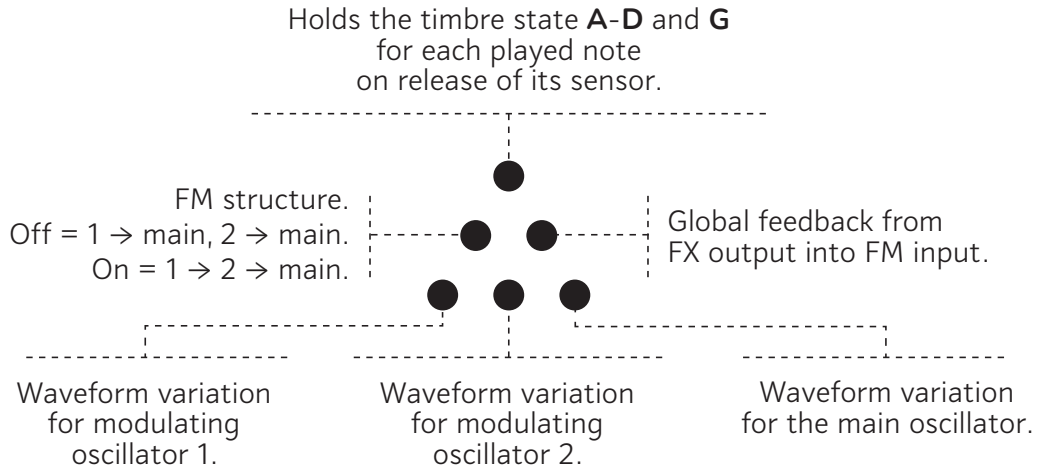 Holds the timbre state A-D and G
for each played note
on release of its sensor.
FM structure.
Off = 1 → main, 2 → main.
On = 1 → 2 → main.
Global feedback from
FX output into FM input.
Waveform variation
for modulating
oscillator 1.
Waveform variation
for modulating
oscillator 2.
Waveform variation
for the main oscillator.